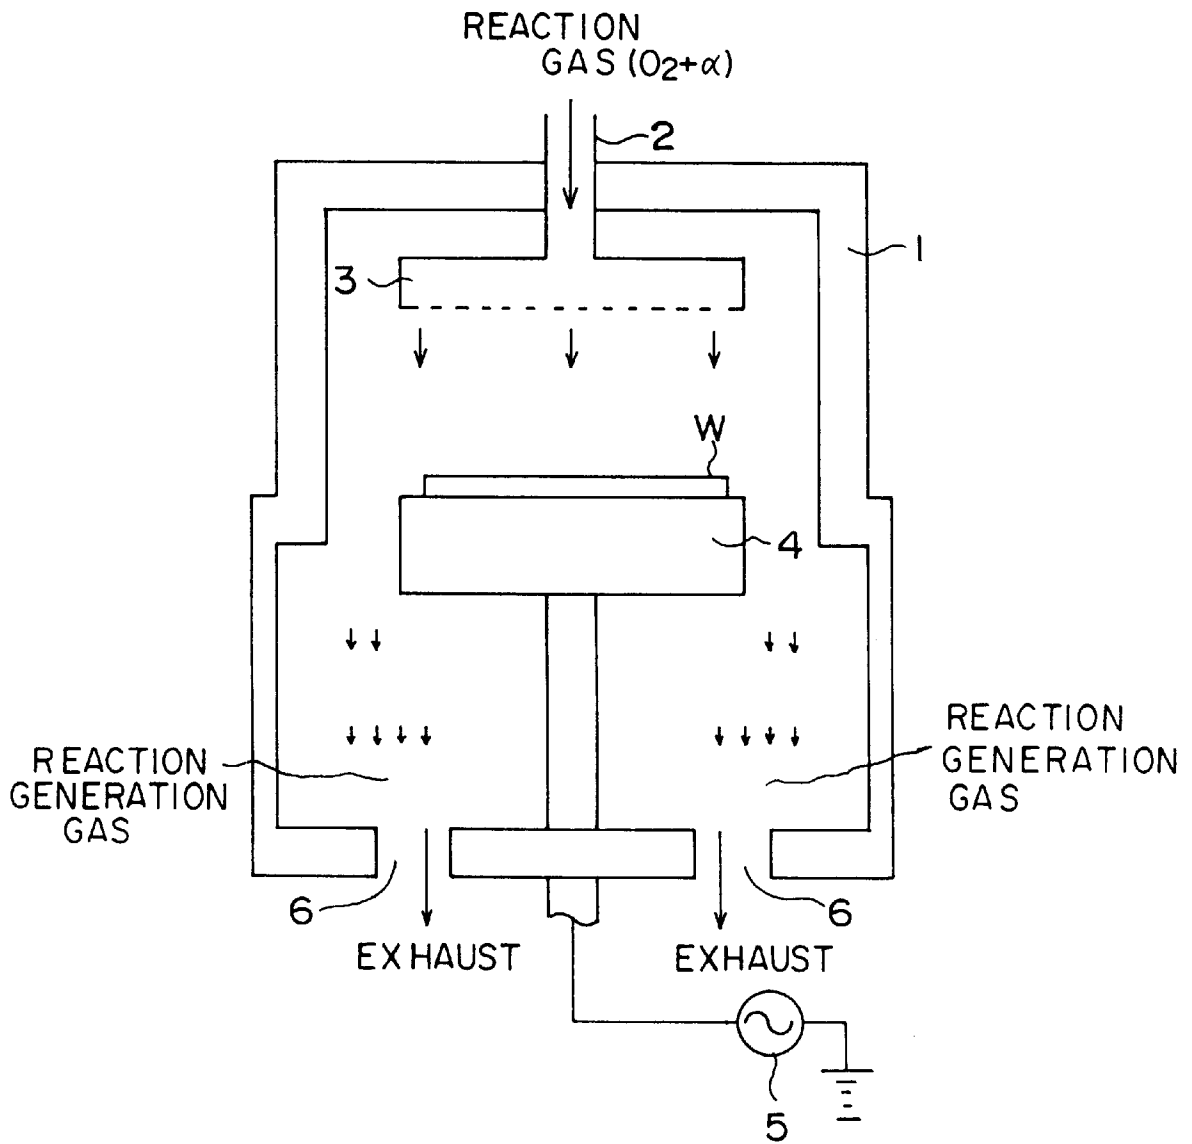 REACTION
GAS (O2+α)
2
1
3
W
4
REACTION
GENERATION
GAS
REACTION
GENERATION
GAS
6
6
EXHAUST
EXHAUST
5